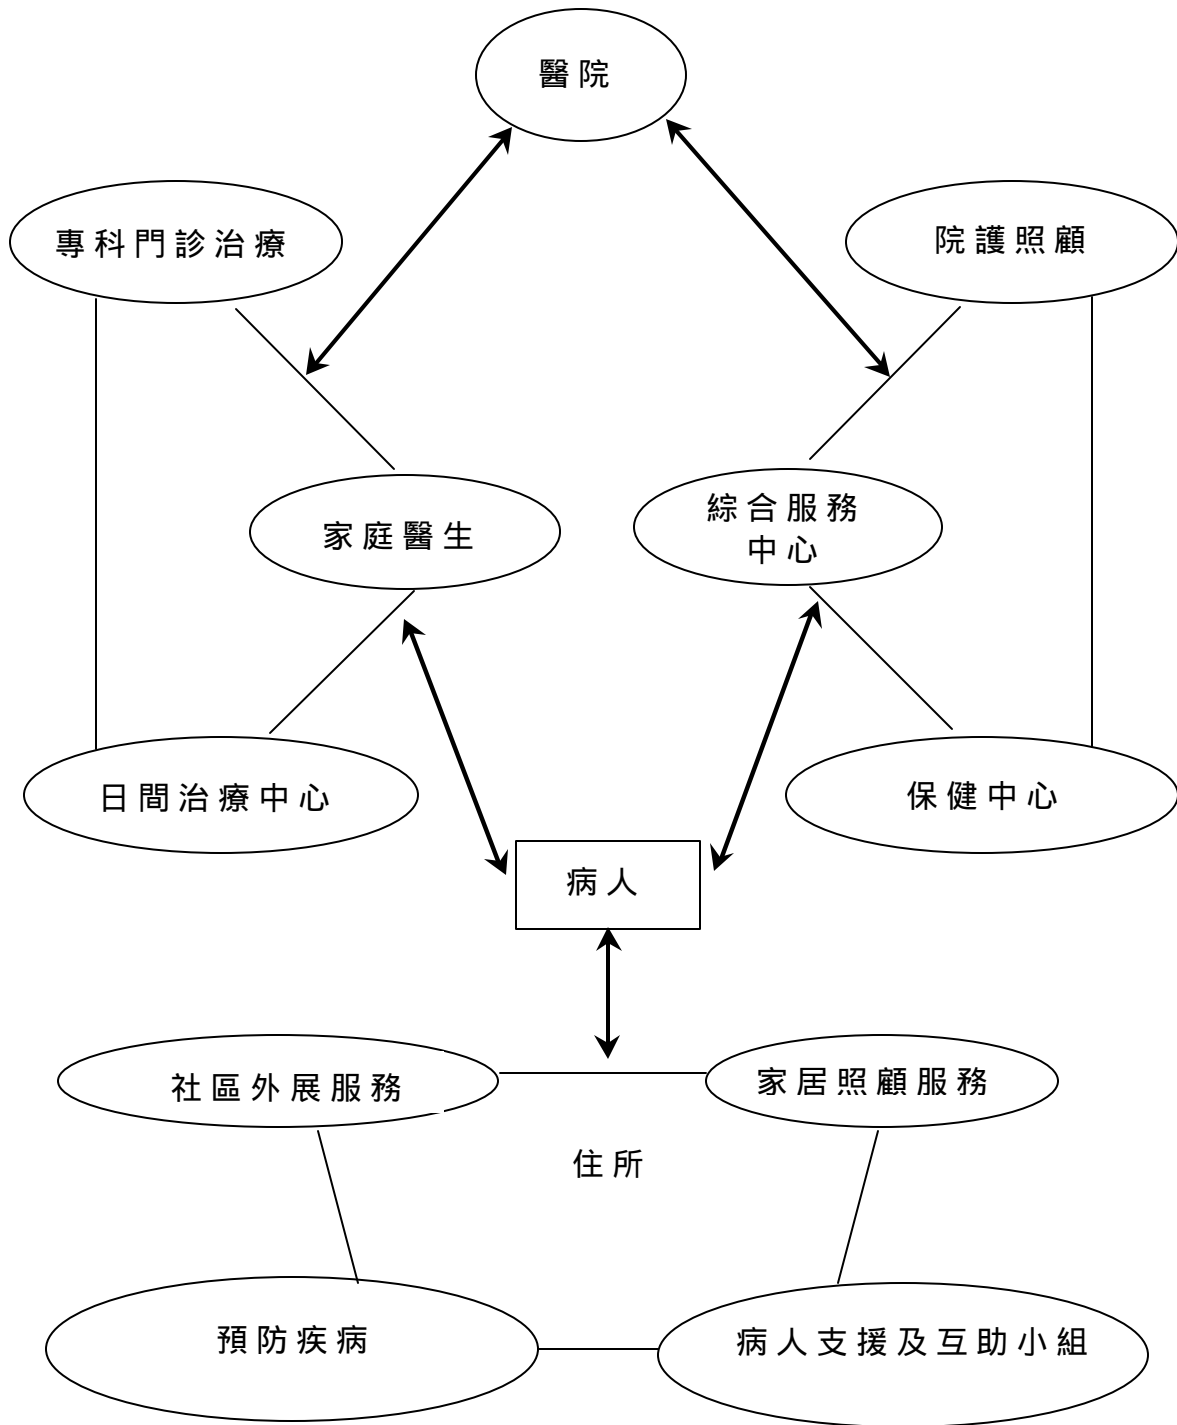 醫院
專科門診治療
院護照顧
家庭醫生
綜合服務
中心
日間治療中心
保健中心
病人
社區外展服務
家居照顧服務
住所
預防疾病
病人支援及互助小組